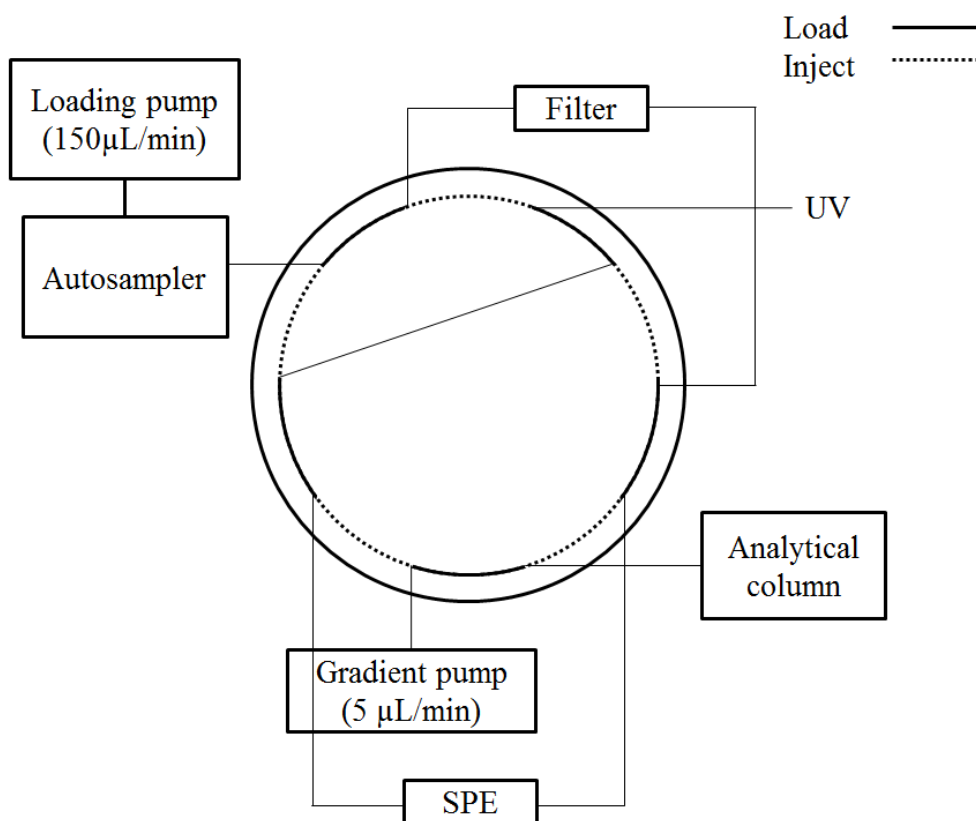 Load
Inject
Loading pump
(150µL/min)
Filter
UV
Autosampler
Analytical
column
Gradient pump
(5 µL/min)
SPE